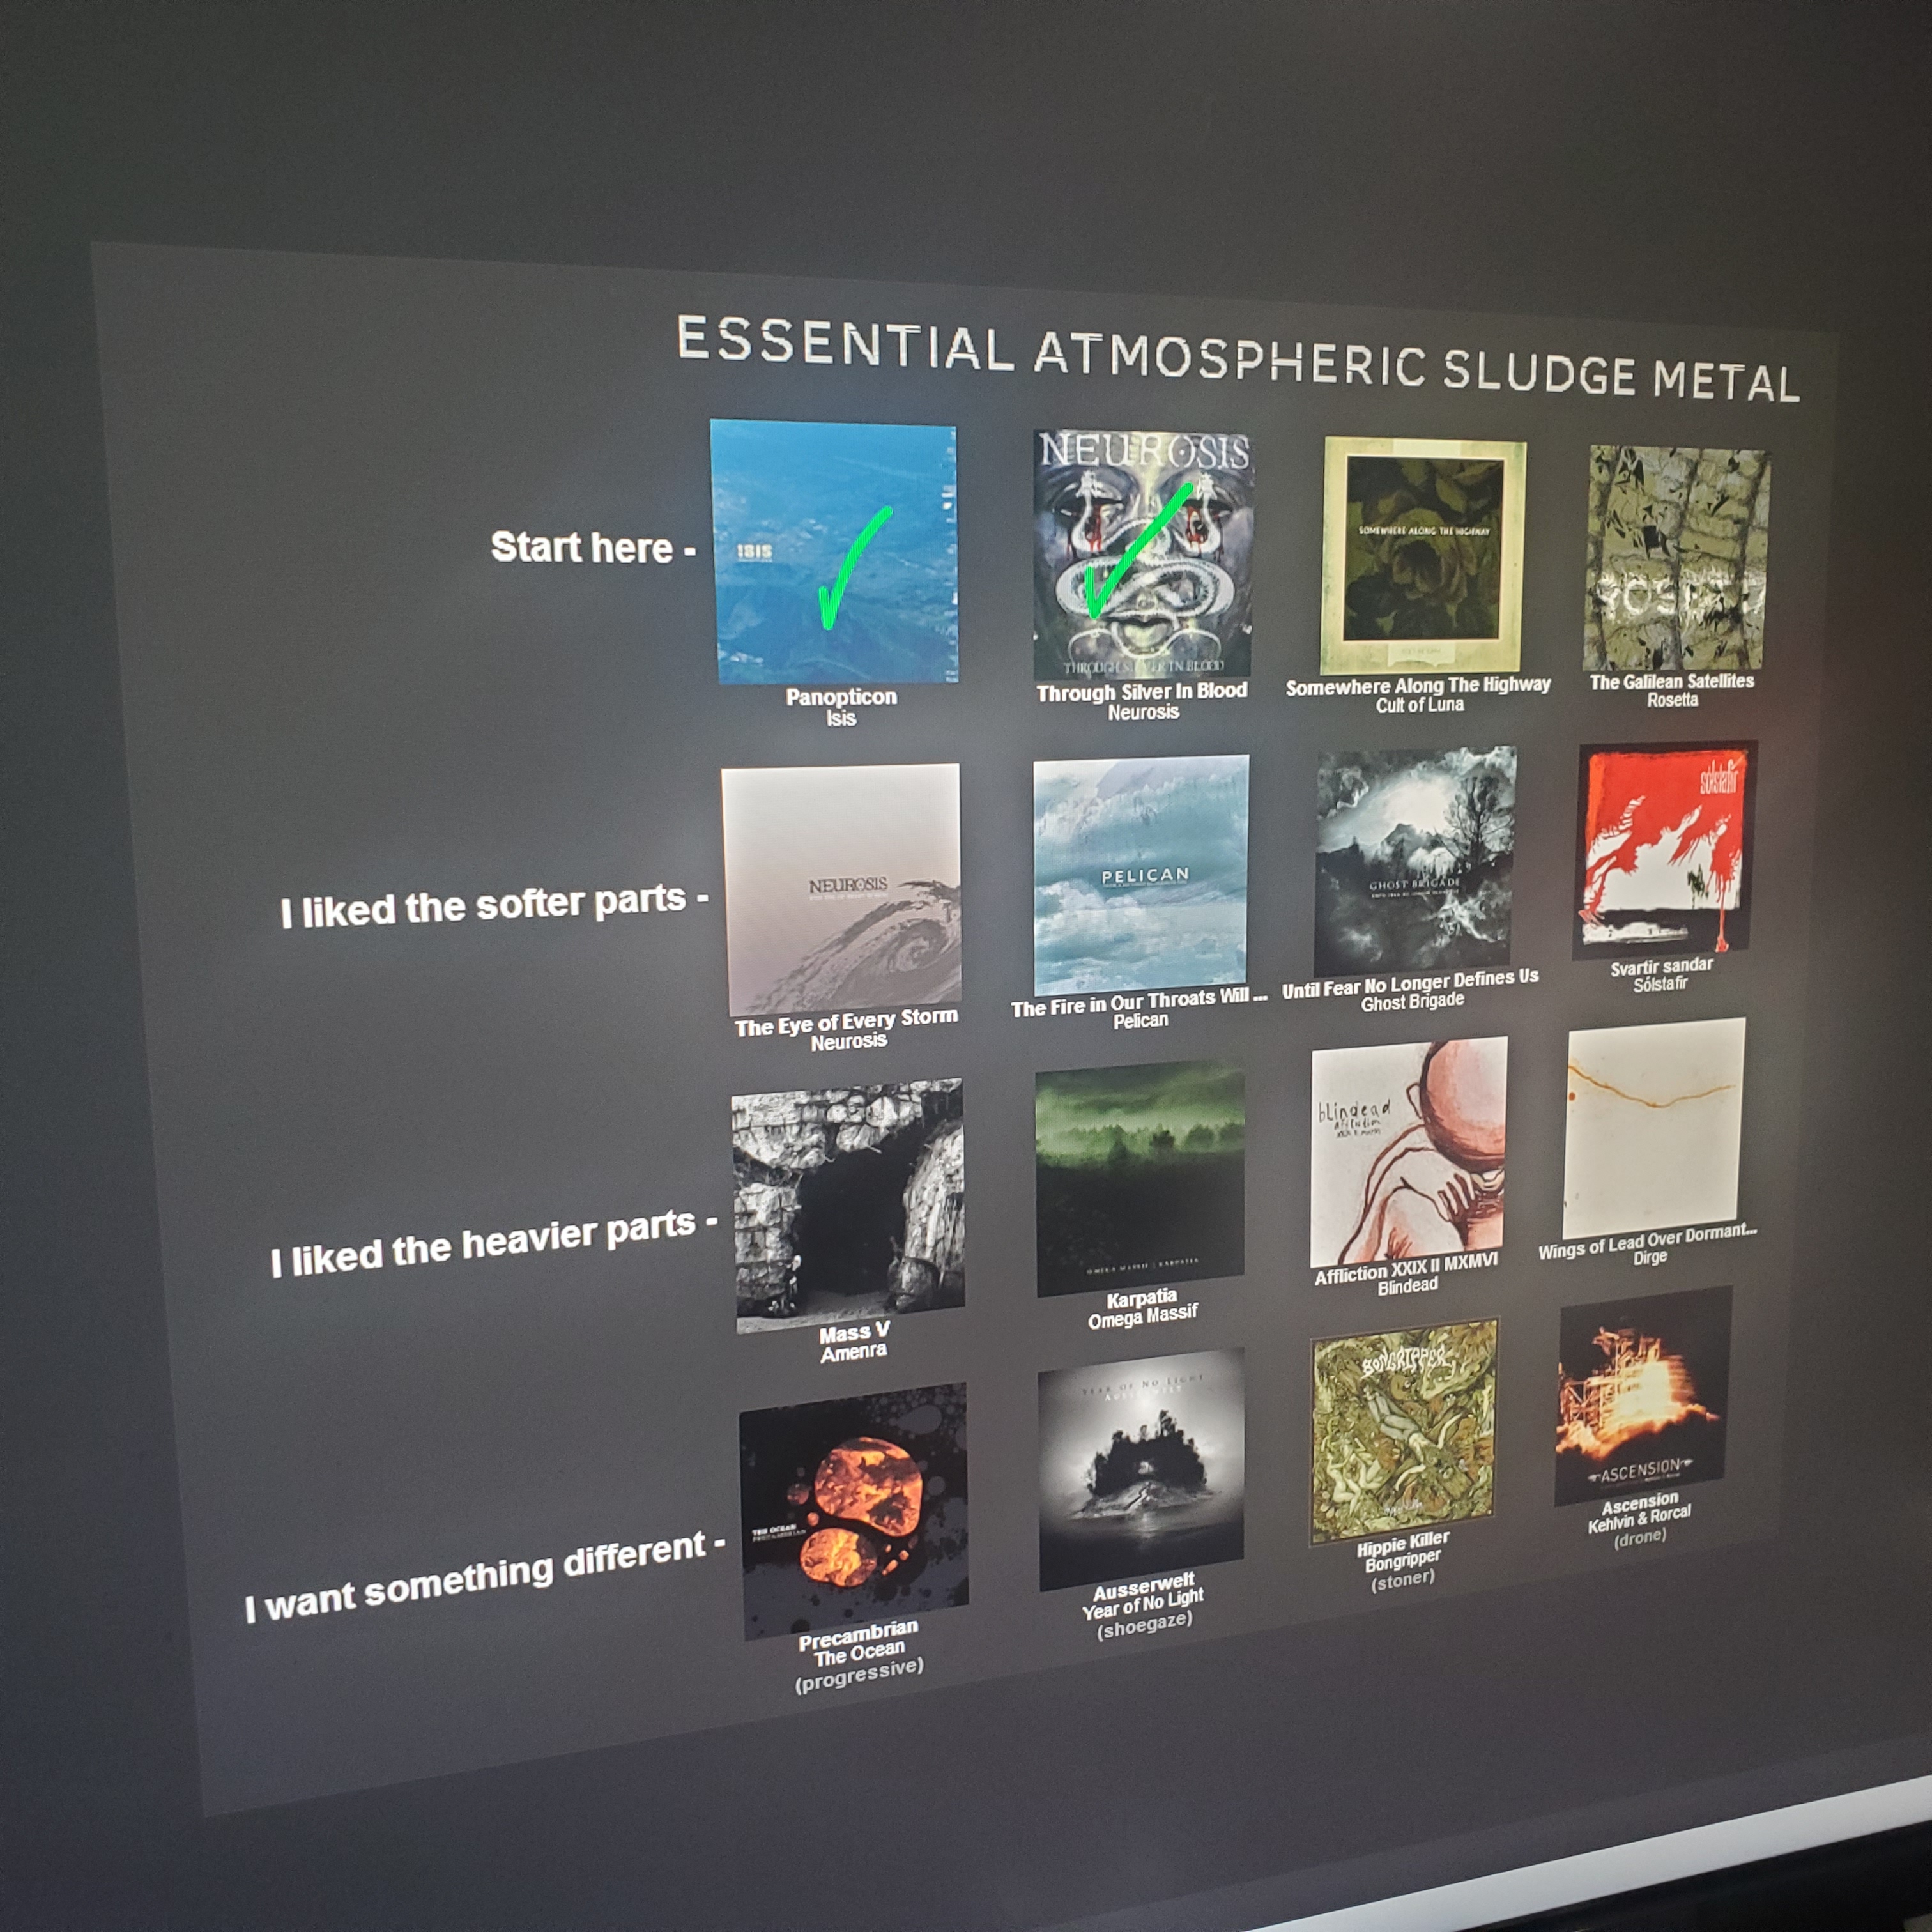 ESSENTIAL ATMOSPHERIC SLUDGE METAL
Start here -
ISIS
NEUROSIS
THROUGH SILVER IN BLOOD
SOMEWHERE ALONG THE HIGHWAY
Panopticon
Isis
Through Silver In Blood
Neurosis
Somewhere Along The Highway
Cult of Luna
The Galilean Satellites
Rosetta
I liked the softer parts -
NEUROSIS
PELICAN
GHOST BRIGADE
sólstafir
The Eye of Every Storm
Neurosis
The Fire in Our Throats Will ...
Pelican
Until Fear No Longer Defines Us
Ghost Brigade
Svartir sandar
Sólstafir
I liked the heavier parts -
OMEGA MASSIF | KARPATIA
blindead
affliction
Mass V
Amenra
Karpatia
Omega Massif
Affliction XXIX II MXMVI
Blindead
Wings of Lead Over Dormant...
Dirge
I want something different -
THE OCEAN
PRECAMBRIAN
YEAR OF NO LIGHT
AUSSERWELT
BONGRIPPER
ASCENSION
Precambrian
The Ocean
(progressive)
Ausserwelt
Year of No Light
(shoegaze)
Hippie Killer
Bongripper
(stoner)
Ascension
Kehlvin & Rorcal
(drone)